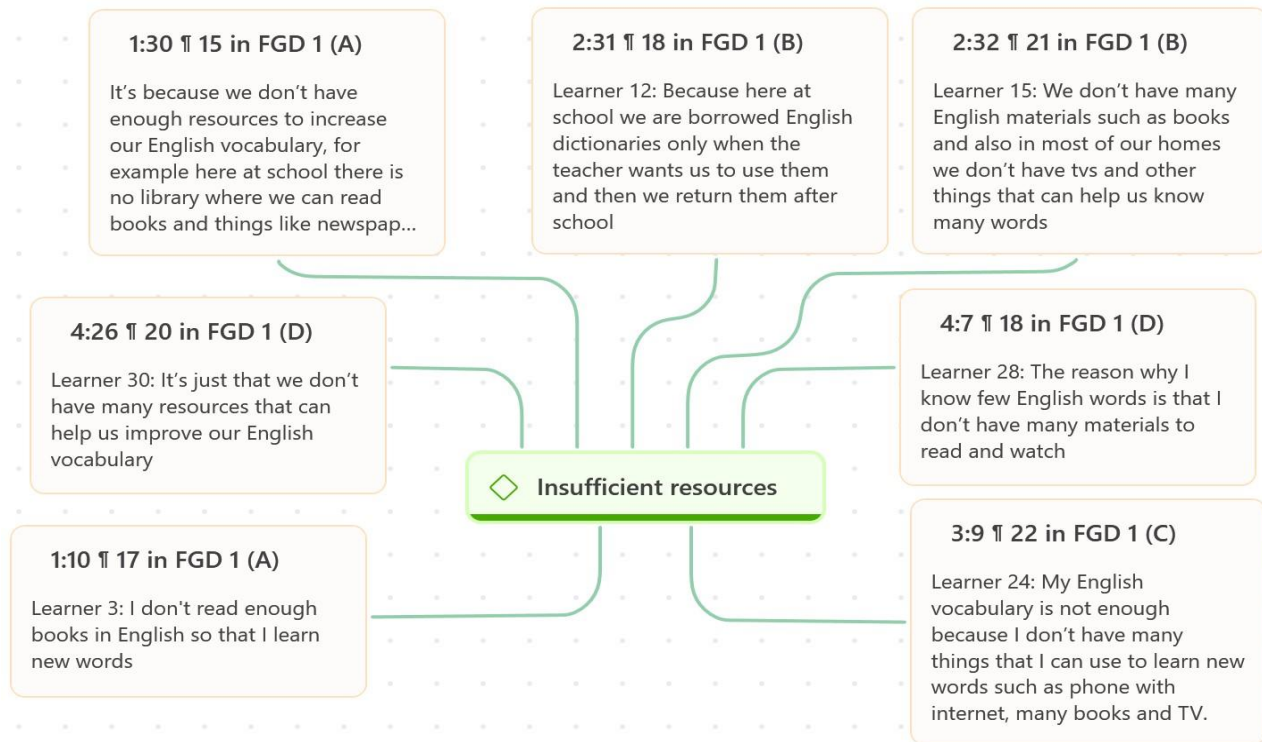 1:30 ¶ 15 in FGD 1 (A)
It’s because we don’t have
enough resources to increase
our English vocabulary, for
example here at school there is
no library where we can read
books and things like newspap...
2:31 ¶ 18 in FGD 1 (B)
Learner 12: Because here at
school we are borrowed English
dictionaries only when the
teacher wants us to use them
and then we return them after
school
2:32 ¶ 21 in FGD 1 (B)
Learner 15: We don’t have many
English materials such as books
and also in most of our homes
we don’t have tvs and other
things that can help us know
many words
4:26 ¶ 20 in FGD 1 (D)
Learner 30: It’s just that we don’t
have many resources that can
help us improve our English
vocabulary
4:7 ¶ 18 in FGD 1 (D)
Learner 28: The reason why I
know few English words is that I
don’t have many materials to
read and watch
Insufficient resources
1:10 ¶ 17 in FGD 1 (A)
Learner 3: I don't read enough
books in English so that I learn
new words
3:9 ¶ 22 in FGD 1 (C)
Learner 24: My English
vocabulary is not enough
because I don’t have many
things that I can use to learn new
words such as phone with
internet, many books and TV.